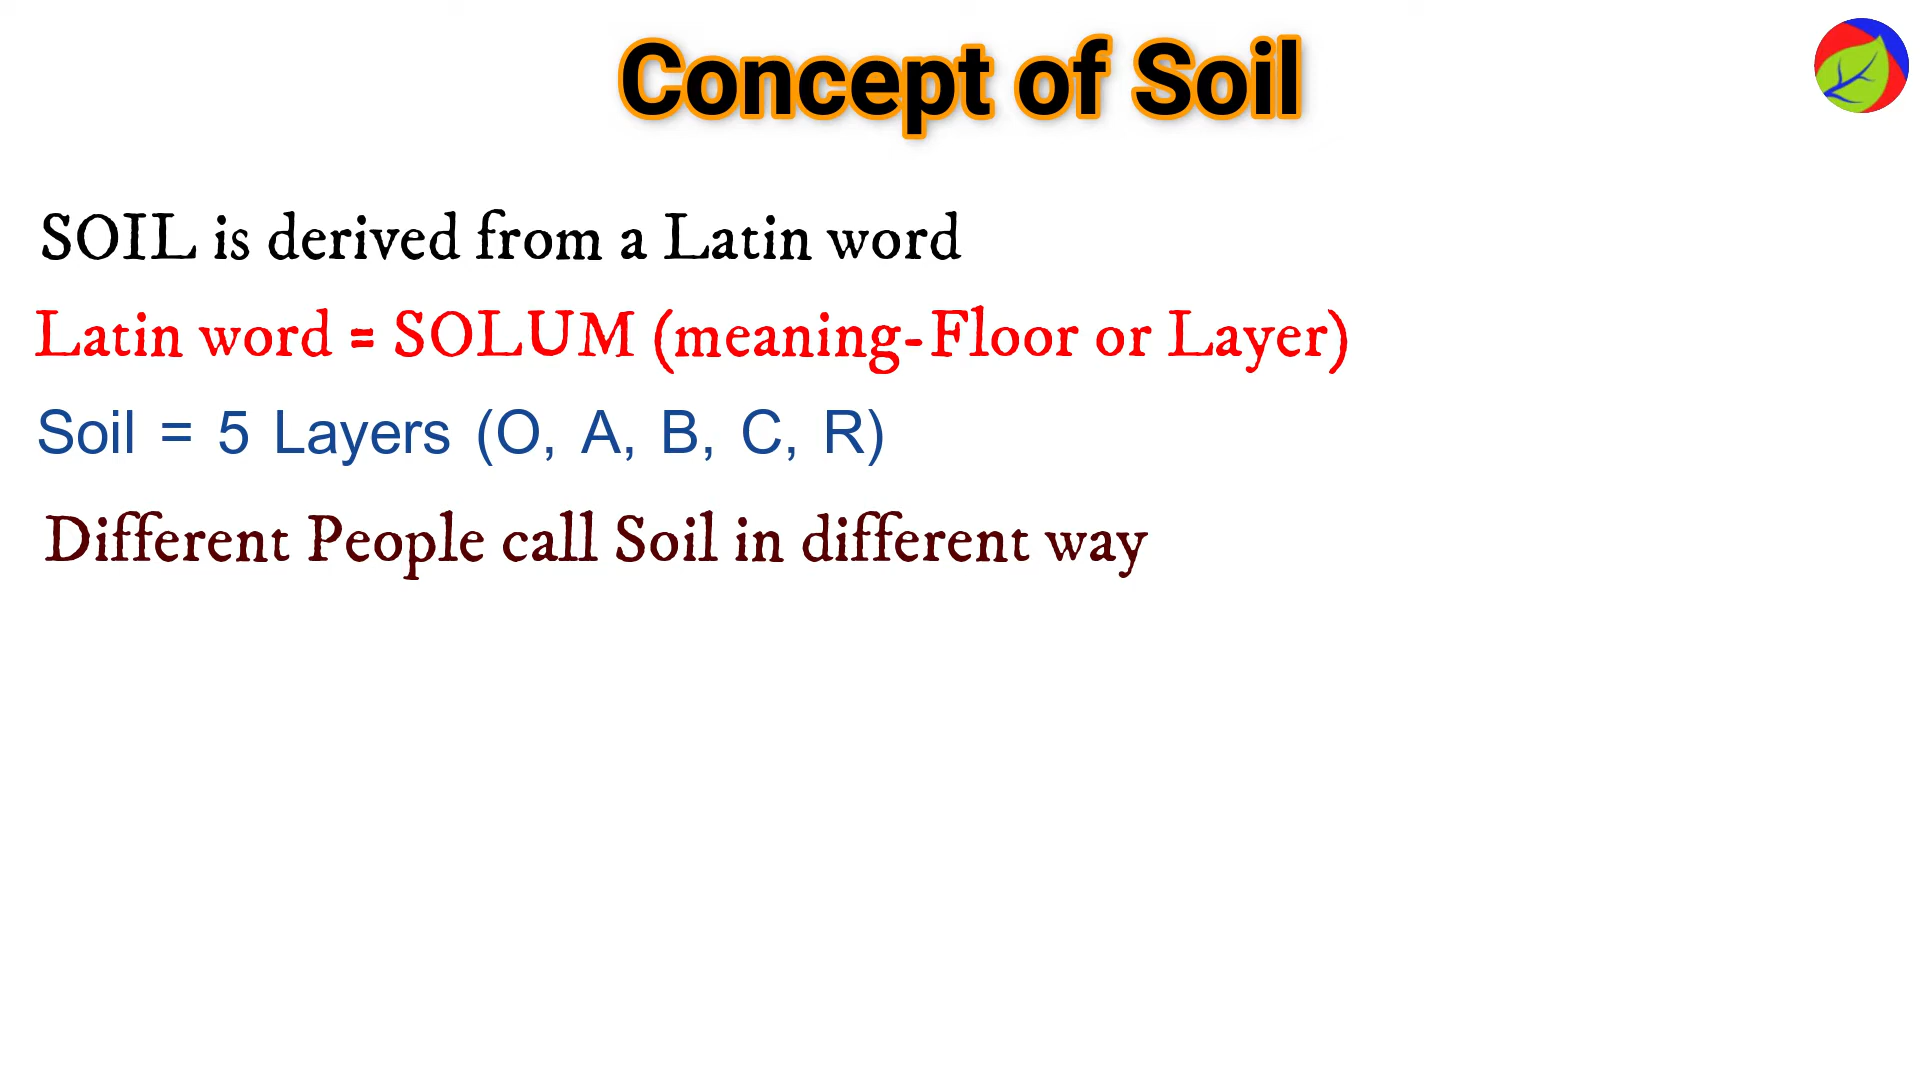 Concept of Soil
SOIL is derived from a Latin word
Latin word = SOLUM (meaning-Floor or Layer)
Soil = 5 Layers (O, A, B, C, R)
Different People call Soil in different way